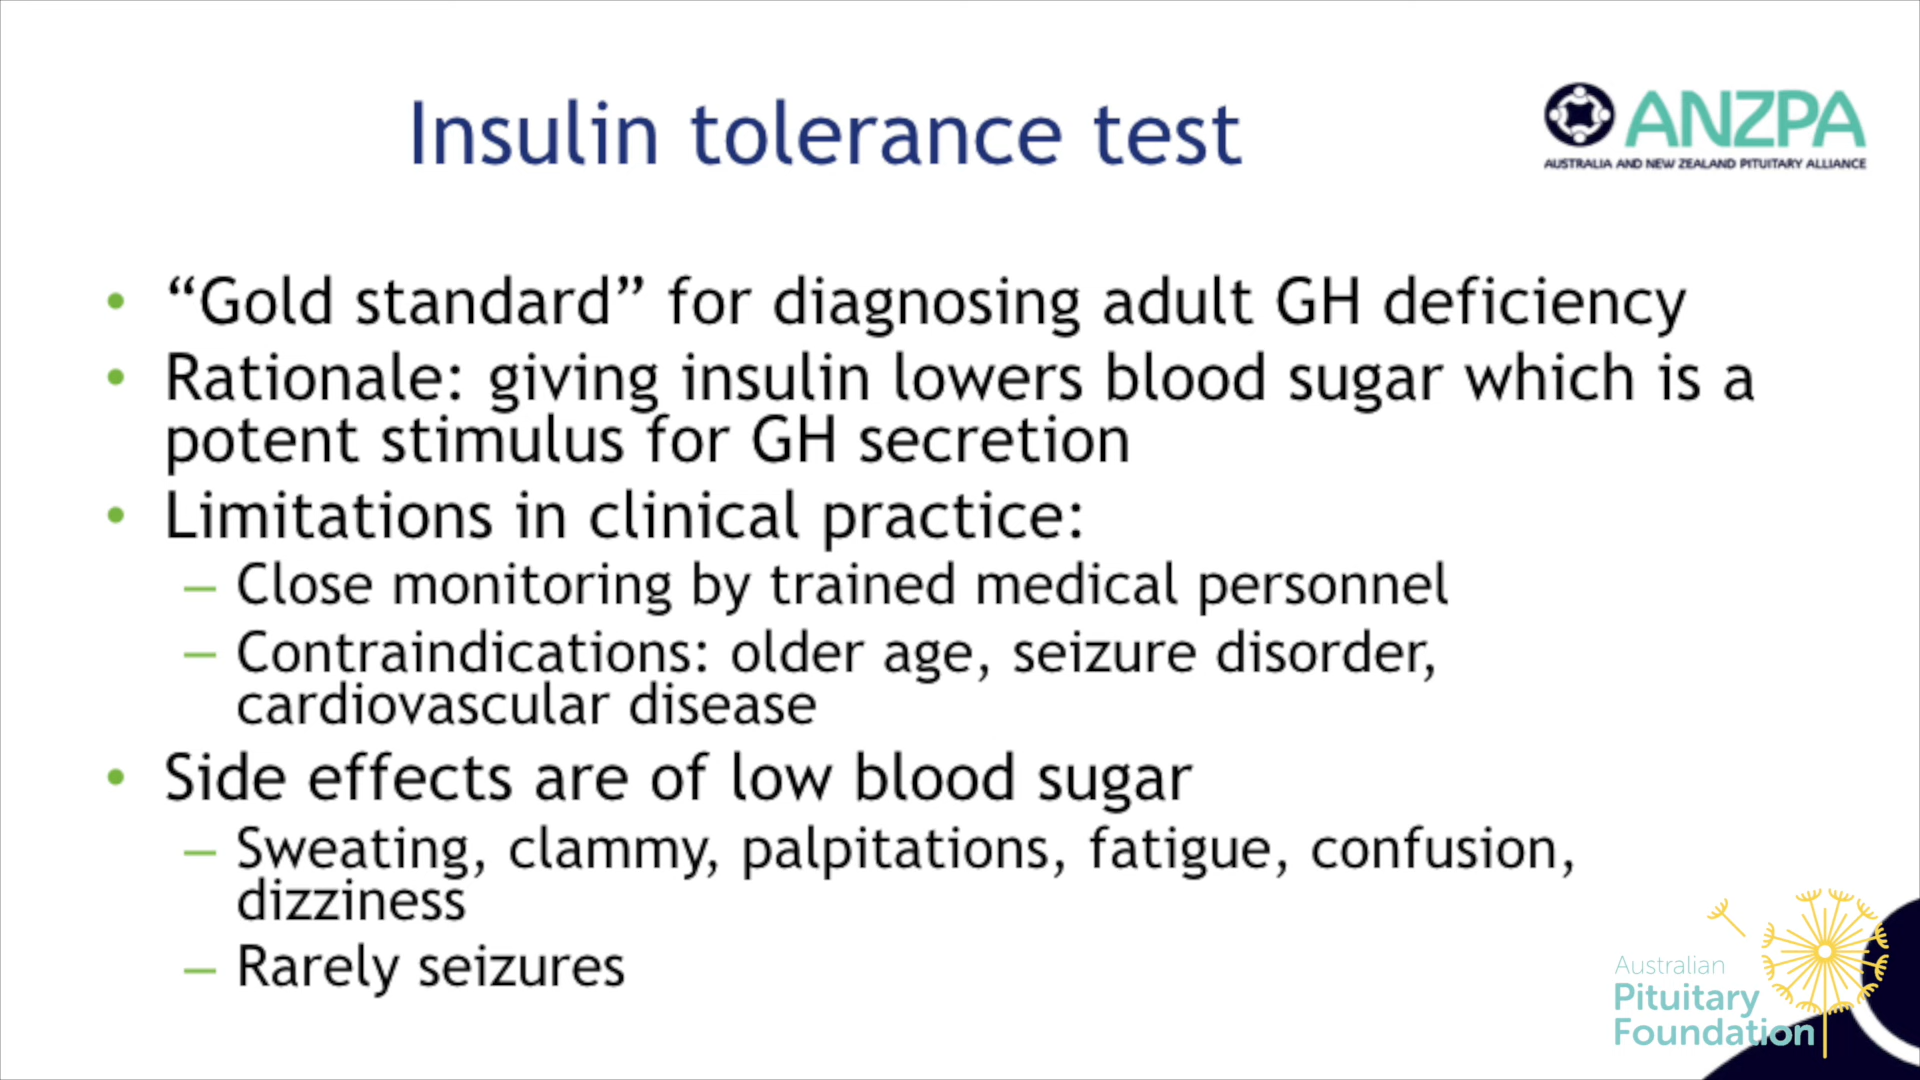 Insulin tolerance test
ANZPA
AUSTRALIA AND NEW ZEALAND PITUITARY ALLIANCE
• “Gold standard” for diagnosing adult GH deficiency
• Rationale: giving insulin lowers blood sugar which is a
potent stimulus for GH secretion
• Limitations in clinical practice:
– Close monitoring by trained medical personnel
– Contraindications: older age, seizure disorder,
cardiovascular disease
• Side effects are of low blood sugar
– Sweating, clammy, palpitations, fatigue, confusion,
dizziness
– Rarely seizures
Australian
Pituitary
Foundation